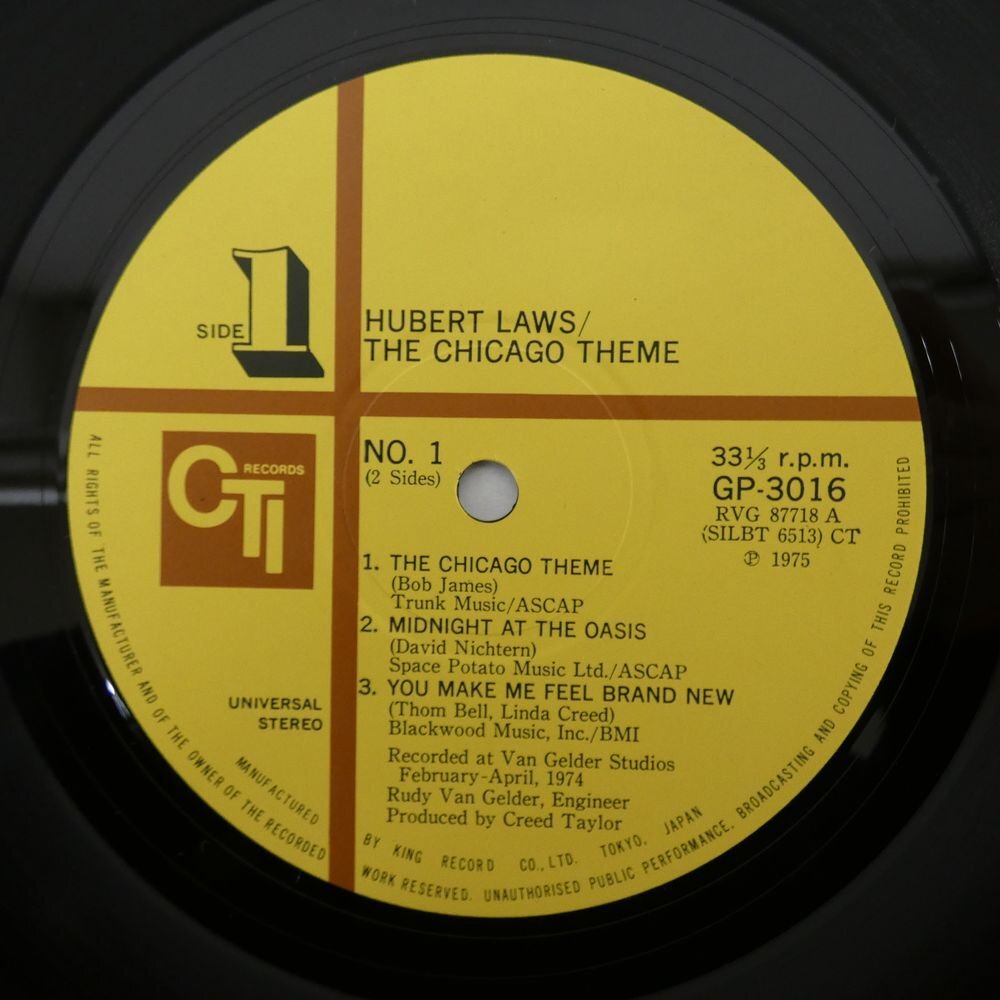 SIDE 1
HUBERT LAWS/
THE CHICAGO THEME
CTI RECORDS
NO. 1
(2 Sides)
33⅓ r.p.m.
GP-3016
RVG 87718 A
(SILBT 6513) CT
Ⓟ 1975
1. THE CHICAGO THEME
(Bob James)
Trunk Music/ASCAP
2. MIDNIGHT AT THE OASIS
(David Nichtern)
Space Potato Music Ltd./ASCAP
3. YOU MAKE ME FEEL BRAND NEW
(Thom Bell, Linda Creed)
Blackwood Music, Inc./BMI
Recorded at Van Gelder Studios
February-April, 1974
Rudy Van Gelder, Engineer
Produced by Creed Taylor
UNIVERSAL
STEREO
MANUFACTURED BY KING RECORD CO., LTD. TOKYO, JAPAN
ALL RIGHTS OF THE MANUFACTURER AND OF THE OWNER OF THE RECORDED WORK RESERVED. UNAUTHORISED PUBLIC PERFORMANCE. BROADCASTING AND COPYING OF THIS RECORD PROHIBITED